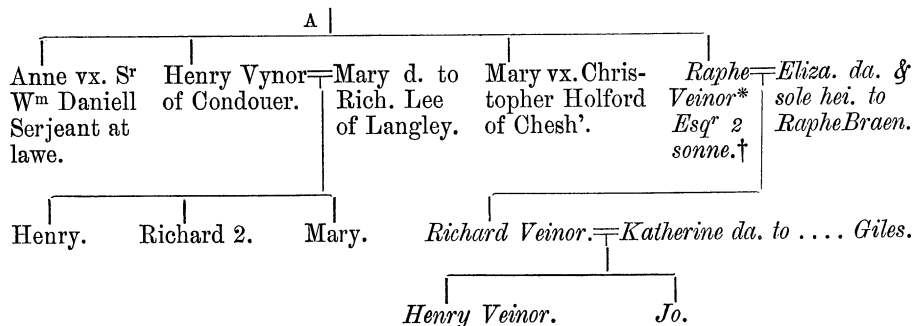 A
Anne vx. Sʳ
Wᵐ Daniell
Serjeant at
lawe.
Henry Vynor
of Condouer.
Mary d. to
Rich. Lee
of Langley.
Mary vx. Chris-
topher Holford
of Chesh'.
Raphe
Veinor*
Esqʳ 2
sonne.†
Eliza. da. &
sole hei. to
RapheBraen.
Henry.
Richard 2.
Mary.
Richard Veinor.
Katherine da. to .... Giles.
Henry Veinor.
Jo.